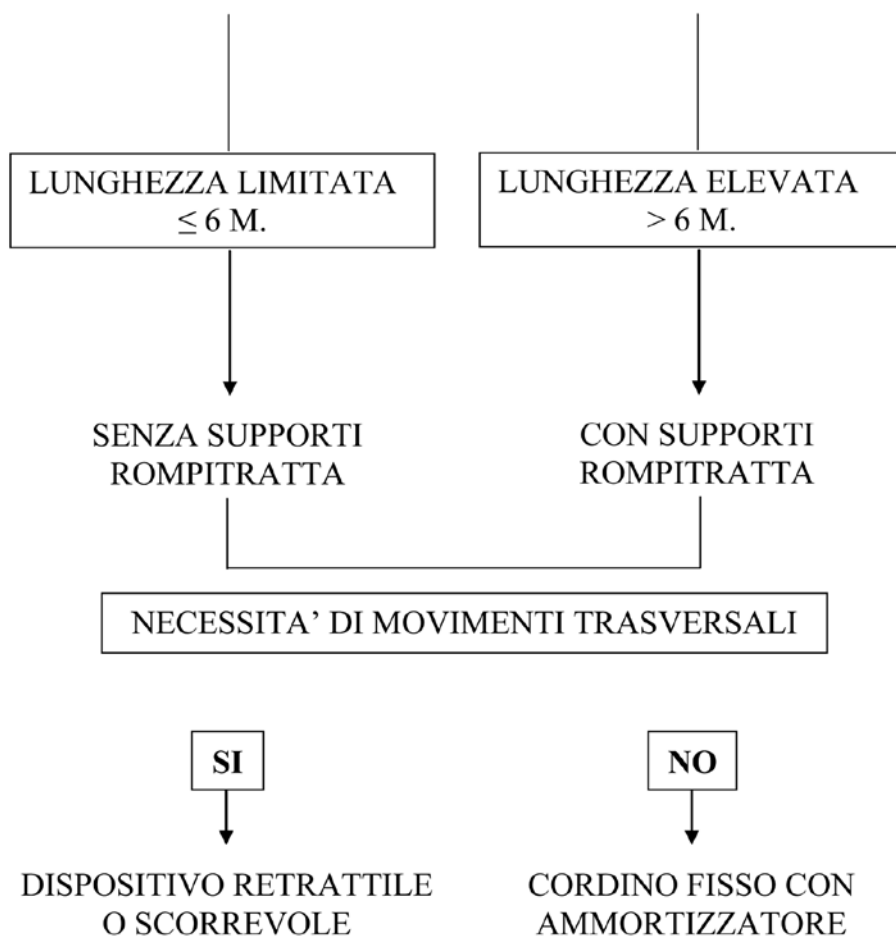 LUNGHEZZA LIMITATA
≤ 6 M.
LUNGHEZZA ELEVATA
> 6 M.
SENZA SUPPORTI
ROMPITRATTA
CON SUPPORTI
ROMPITRATTA
NECESSITA' DI MOVIMENTI TRASVERSALI
SI
NO
DISPOSITIVO RETRATTILE
O SCORREVOLE
CORDINO FISSO CON
AMMORTIZZATORE